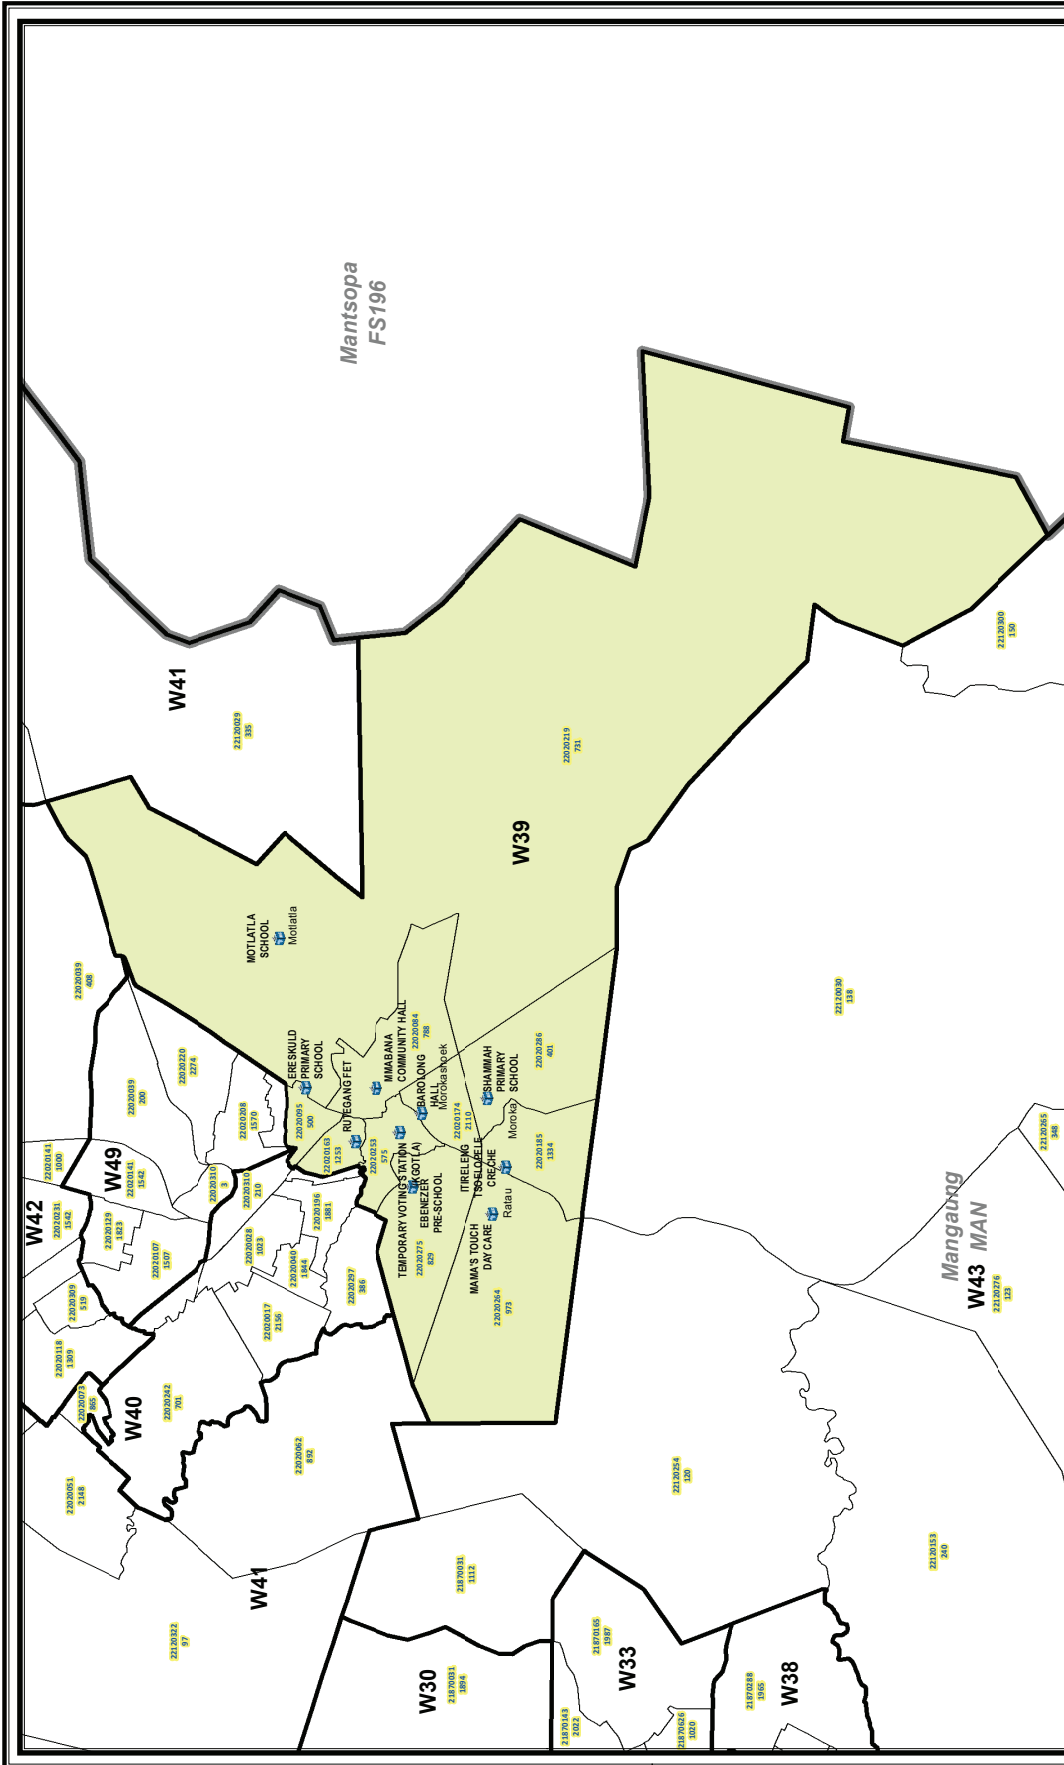 W42
22020051
2148
22020118
1309
22020073
865
22020309
519
22020231
1542
22020141
1000
22020039
408
W40
22020242
701
22020129
1823
22020107
1507
W49
22020141
1542
22020039
200
22020220
2274
W41
22120322
97
22020310
3
22020310
210
22020208
1570
22020028
1023
22020017
2156
22020040
1844
22020196
1881
22020062
892
22020297
386
W41
22120029
335
MOTLATLA
SCHOOL
Motlatla
ERESKULD
PRIMARY
SCHOOL
22020095
500
22020163
1253
RUTEGANG FET
22020253
575
MMABANA
COMMUNITY HALL
Mantsopa
FS196
TEMPORARY VOTING STATION
(KGOTLA)
EBENEZER
PRE-SCHOOL
22020275
829
22020084
788
BAROLONG
HALL
Morokashoek
22020174
2110
W30
21870031
1894
21870031
1112
ITIRELENG
TSOELOPELE
CRECHE
MAMA'S TOUCH
DAY CARE
Ratau
Moroka
SHAMMAH
PRIMARY
SCHOOL
22020264
973
22020185
1334
22020286
401
W39
22020219
731
21870143
2022
21870165
1987
W33
21870626
1020
22120254
120
21870288
1965
W38
22120030
138
22120153
240
Mangaung
MAN
W43
22120276
123
22120300
150
22120265
348